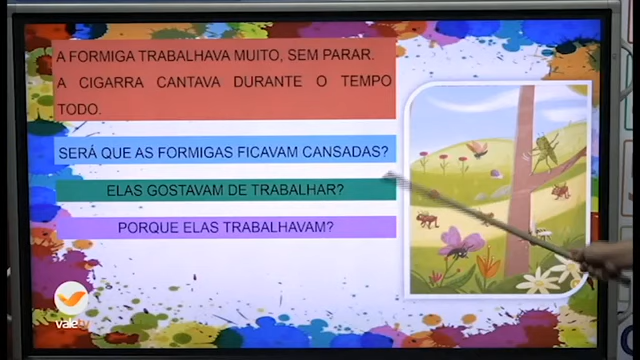 A FORMIGA TRABALHAVA MUITO, SEM PARAR.
A CIGARRA CANTAVA DURANTE O TEMPO
TODO.
SERÁ QUE AS FORMIGAS FICAVAM CANSADAS?
ELAS GOSTAVAM DE TRABALHAR?
PORQUE ELAS TRABALHAVAM?
valetv